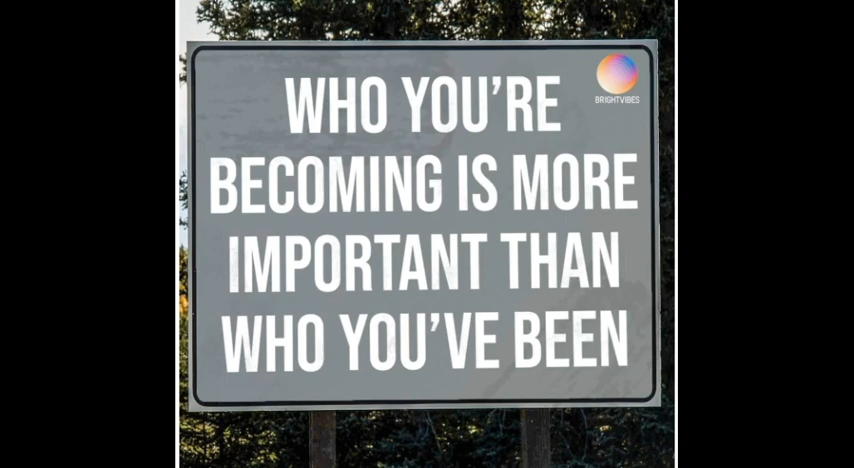 WHO YOU'RE
BRIGHTVIBES
BECOMING IS MORE
IMPORTANT THAN
WHO YOU'VE BEEN